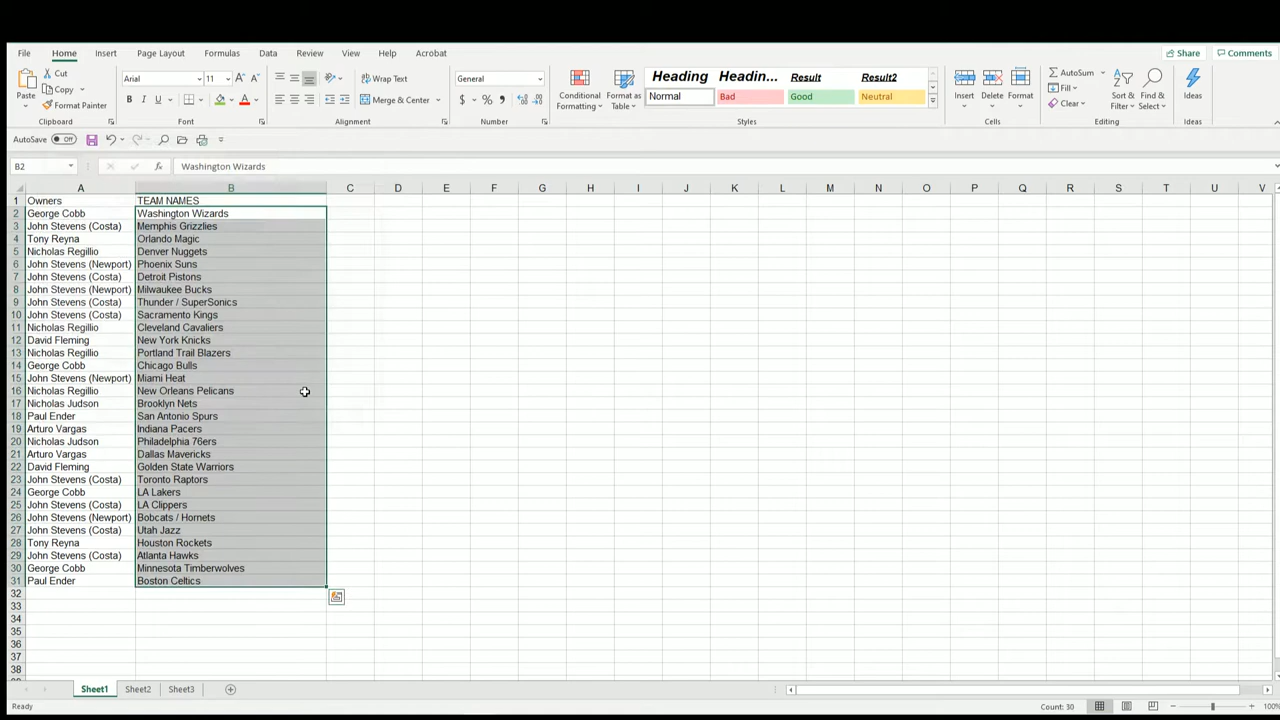 File Home Insert Page Layout Formulas Data Review View Help Acrobat Share Comments
Paste Cut Copy Format Painter Clipboard
Arial 11 B I U A A A Font
Wrap Text Merge & Center Alignment
General $ % Number
Conditional Formatting Format as Table
Heading Headin... Result Result2
Normal Bad Good Neutral
Styles
Insert Delete Format Cells
AutoSum Fill Clear Sort & Filter Find & Select Editing
Ideas Ideas
AutoSave Off
B2 fx Washington Wizards
A B C D E F G H I J K L M N O P Q R S T U V
1 Owners TEAM NAMES
2 George Cobb Washington Wizards
3 John Stevens (Costa) Memphis Grizzlies
4 Tony Reyna Orlando Magic
5 Nicholas Regillio Denver Nuggets
6 John Stevens (Newport) Phoenix Suns
7 John Stevens (Costa) Detroit Pistons
8 John Stevens (Newport) Milwaukee Bucks
9 John Stevens (Costa) Thunder / SuperSonics
10 John Stevens (Costa) Sacramento Kings
11 Nicholas Regillio Cleveland Cavaliers
12 David Fleming New York Knicks
13 Nicholas Regillio Portland Trail Blazers
14 George Cobb Chicago Bulls
15 John Stevens (Newport) Miami Heat
16 Nicholas Regillio New Orleans Pelicans
17 Nicholas Judson Brooklyn Nets
18 Paul Ender San Antonio Spurs
19 Arturo Vargas Indiana Pacers
20 Nicholas Judson Philadelphia 76ers
21 Arturo Vargas Dallas Mavericks
22 David Fleming Golden State Warriors
23 John Stevens (Costa) Toronto Raptors
24 George Cobb LA Lakers
25 John Stevens (Costa) LA Clippers
26 John Stevens (Newport) Bobcats / Hornets
27 John Stevens (Costa) Utah Jazz
28 Tony Reyna Houston Rockets
29 John Stevens (Costa) Atlanta Hawks
30 George Cobb Minnesota Timberwolves
31 Paul Ender Boston Celtics
32
33
34
35
36
37
38
Sheet1 Sheet2 Sheet3
Ready Count: 30 100%